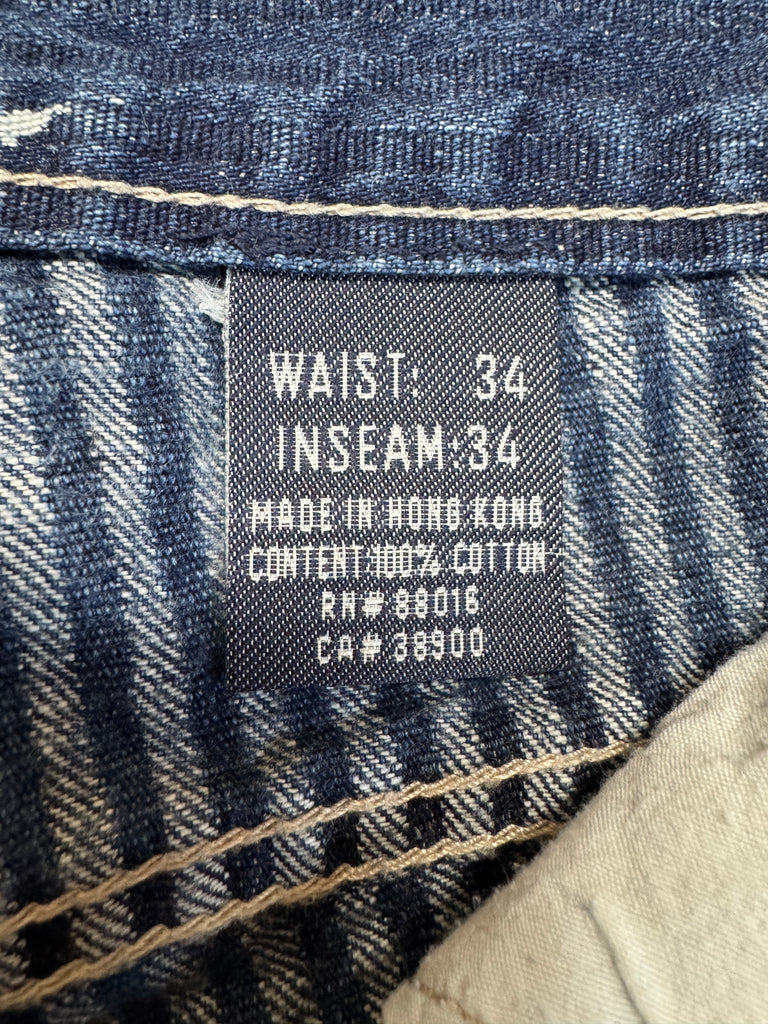 WAIST: 34
INSEAM:34
MADE IN HONG KONG
CONTENT:100% COTTON
RN# 88016
CA# 38900